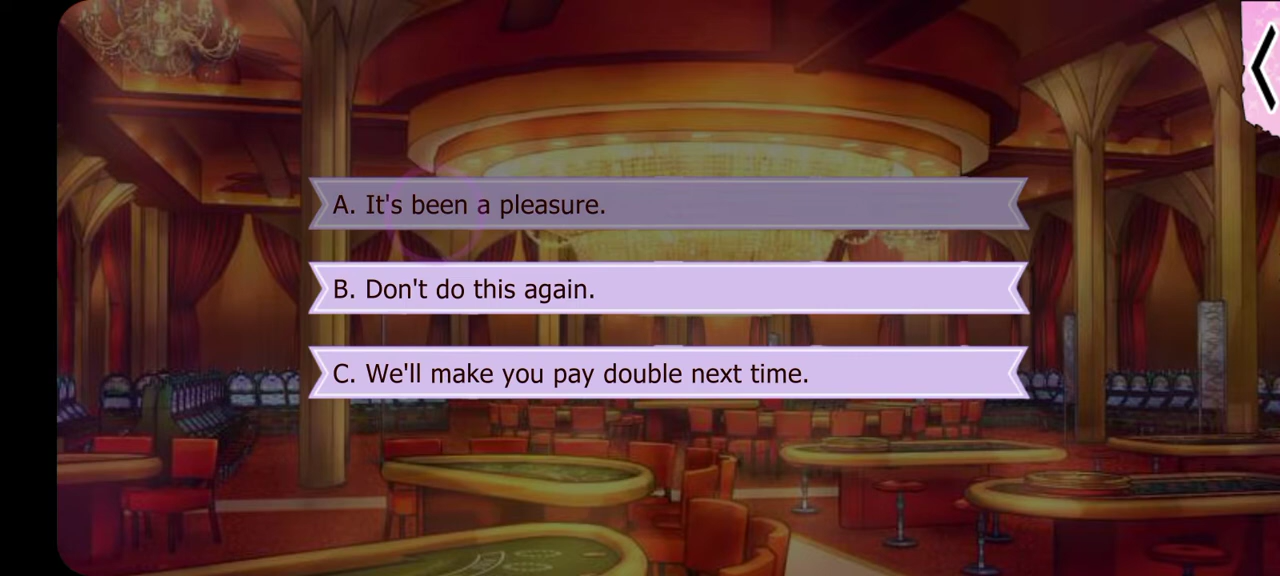 A. It's been a pleasure.
B. Don't do this again.
C. We'll make you pay double next time.